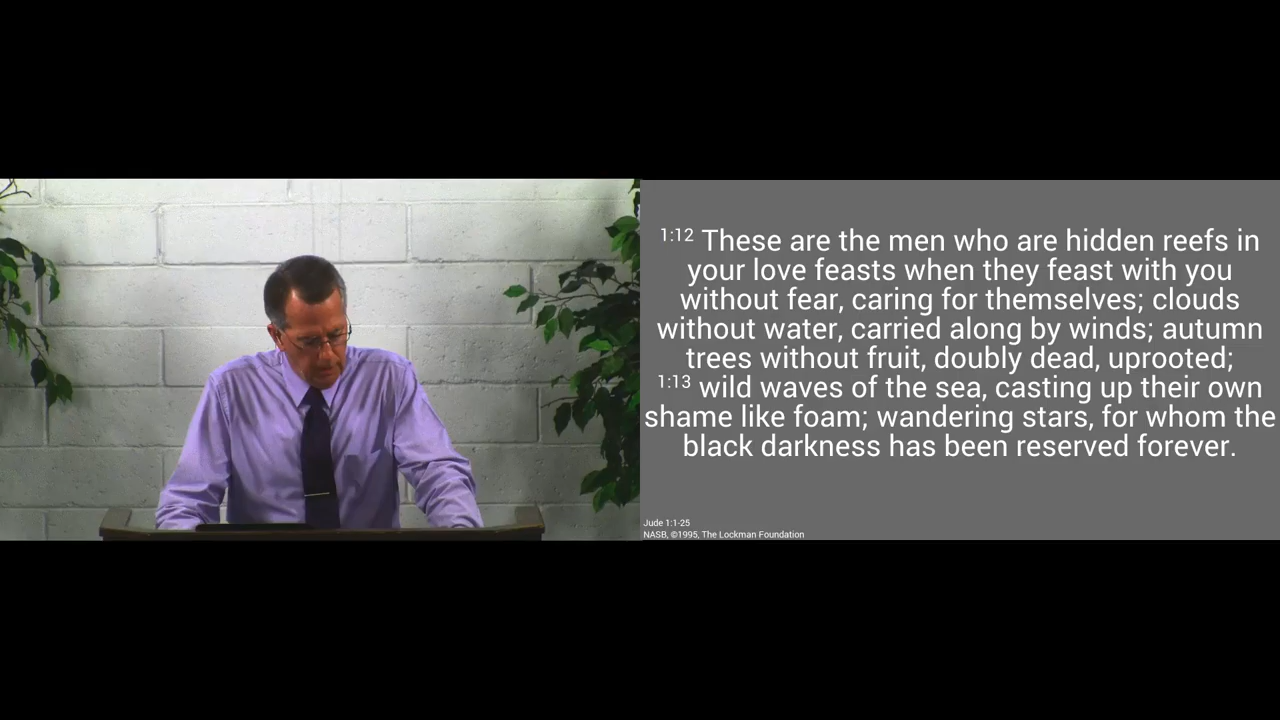 1:12 These are the men who are hidden reefs in
your love feasts when they feast with you
without fear, caring for themselves; clouds
without water, carried along by winds; autumn
trees without fruit, doubly dead, uprooted;
1:13 wild waves of the sea, casting up their own
shame like foam; wandering stars, for whom the
black darkness has been reserved forever.
Jude 1:1-25
NASB, ©1995, The Lockman Foundation